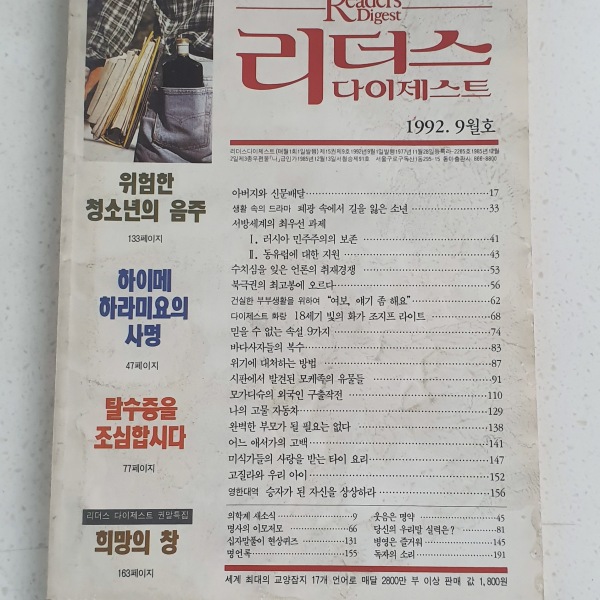 Reader's
Digest
리더스
다이제스트
1992. 9월호
위험한
청소년의 음주
133페이지
하이메
하라미요의
사명
47페이지
탈수증을
조심합시다
77페이지
리더스 다이제스트 권말특집
희망의 창
163페이지
아버지와 신문배달 17
생활 속의 드라마 폐광 속에서 길을 잃은 소년 33
서방세계의 최우선 과제
Ⅰ. 러시아 민주주의의 보존 41
Ⅱ. 동유럽에 대한 지원 43
수치심을 잊은 언론의 취재경쟁 53
북극권의 최고봉에 오르다 56
건실한 부부생활을 위하여 “여보, 얘기 좀 해요” 62
다이제스트 화랑 18세기 빛의 화가 조지프 라이트 68
믿을 수 없는 속설 9가지 74
바다사자들의 복수 83
위기에 대처하는 방법 87
시판에서 발견된 모케족의 유물들 91
모가디슈의 외국인 구출작전 110
나의 고물 자동차 129
완벽한 부모가 될 필요는 없다 138
어느 애서가의 고백 141
미식가들의 사랑을 받는 타이 요리 147
고질라와 우리 아이 152
영한대역 승자가 된 자신을 상상하라 156
의학계 새소식 9
명사의 이모저모 66
십자말풀이 현상퀴즈 131
명언록 155
웃음은 명약 45
당신의 우리말 실력은? 81
병영은 즐거워 145
독자의 소리 191
세계 최대의 교양잡지 17개 언어로 매달 2800만 부 이상 판매 값 1,800원